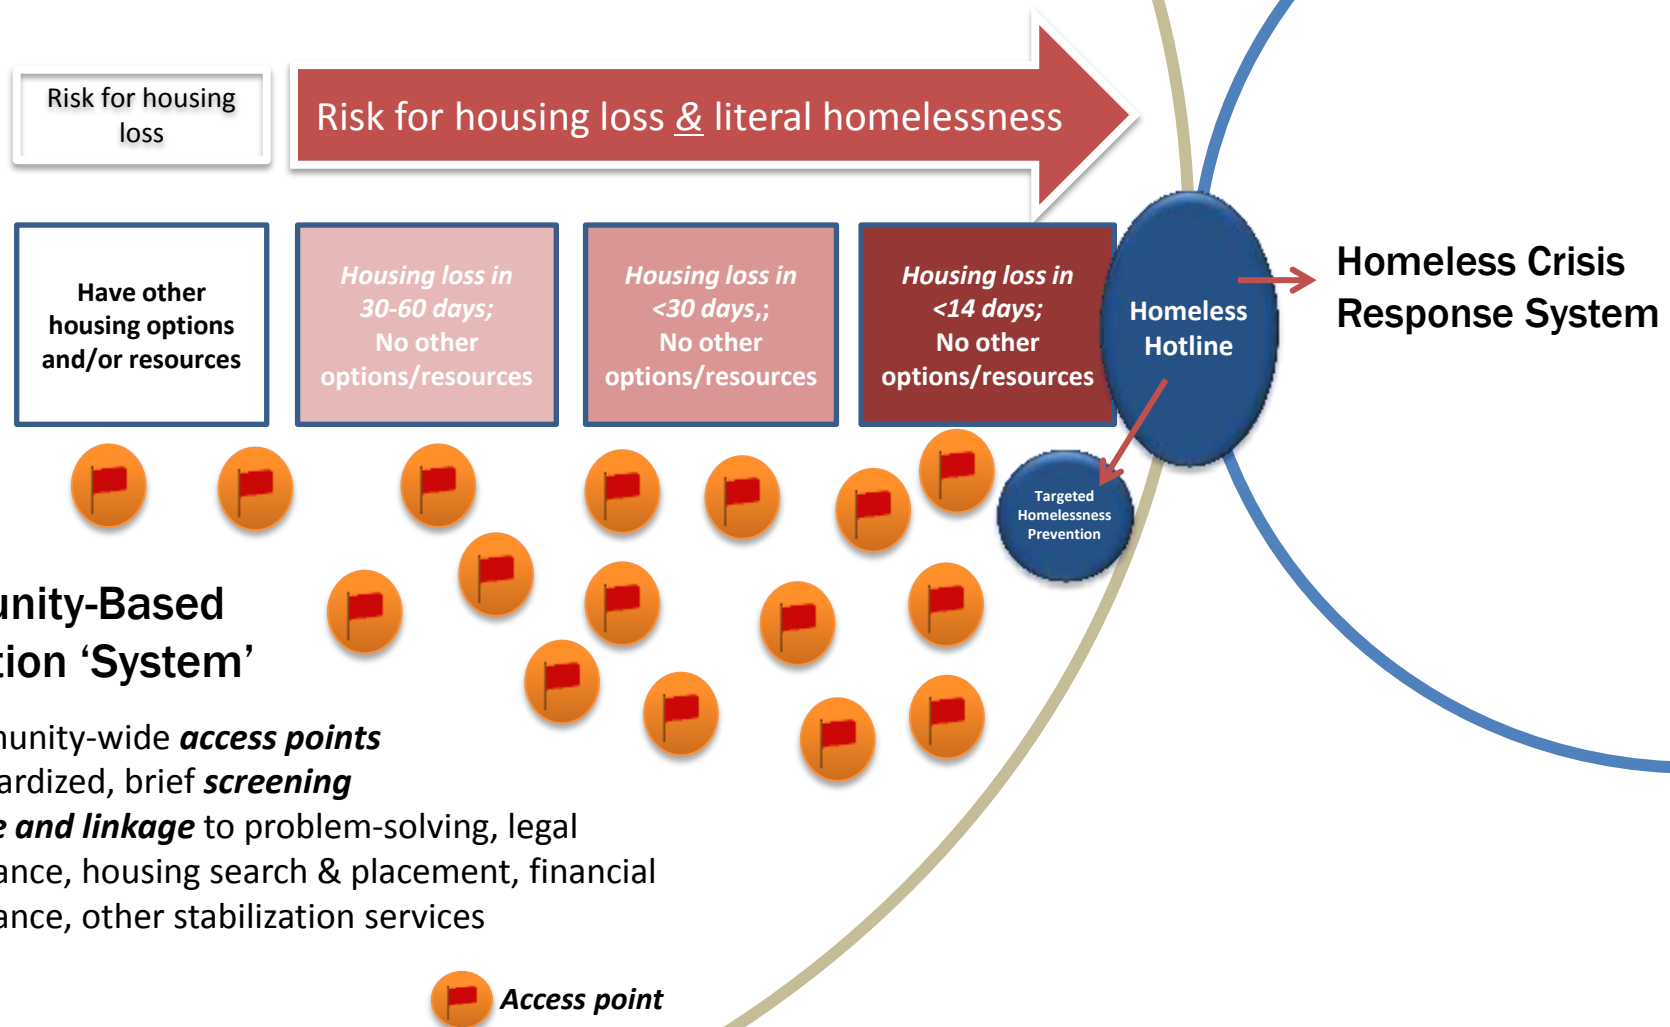 Risk for housing
loss
Risk for housing loss & literal homelessness
Have other
housing options
and/or resources
Housing loss in
30-60 days;
No other
options/resources
Housing loss in
<30 days,;
No other
options/resources
Housing loss in
<14 days;
No other
options/resources
Homeless
Hotline
Homeless Crisis
Response System
Targeted
Homelessness
Prevention
unity-Based
tion ‘System’
nunity-wide access points
ardized, brief screening
e and linkage to problem-solving, legal
ance, housing search & placement, financial
ance, other stabilization services
Access point